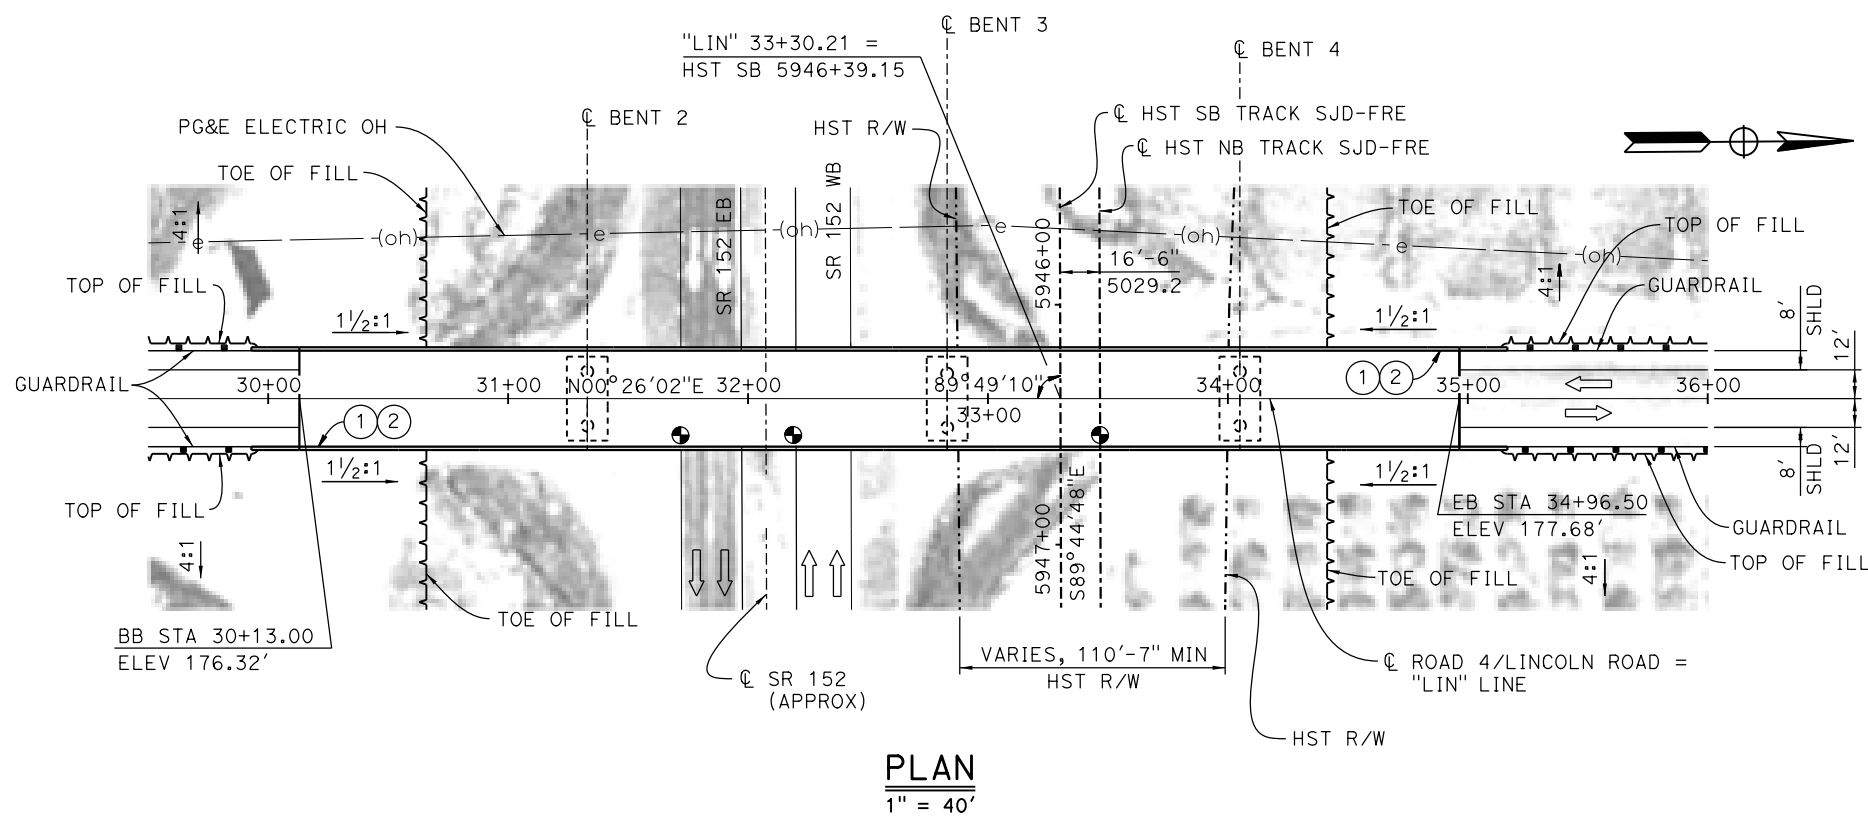 ℄ BENT 3
"LIN" 33+30.21 =
HST SB 5946+39.15
℄ BENT 4
℄ HST SB TRACK SJD-FRE
℄ BENT 2
PG&E ELECTRIC OH
HST R/W
℄ HST NB TRACK SJD-FRE
TOE OF FILL
SR 152 EB
SR 152 WB
TOE OF FILL
TOP OF FILL
4:1
e
(oh)
e
(oh)
e
(oh)
e
(oh)
5946+00
16'-6"
5029.2
4:1
TOP OF FILL
GUARDRAIL
1½:1
1½:1
8'
SHLD
12'
GUARDRAIL
30+00
31+00
N00°26'02"E
32+00
89°49'10"
33+00
34+00
1 2
35+00
36+00
1 2
12'
8'
SHLD
1½:1
1½:1
TOP OF FILL
4:1
5947+00
S89°44'48"E
EB STA 34+96.50
ELEV 177.68'
GUARDRAIL
TOP OF FILL
4:1
TOE OF FILL
TOE OF FILL
BB STA 30+13.00
ELEV 176.32'
℄ SR 152
(APPROX)
VARIES, 110'-7" MIN
HST R/W
℄ ROAD 4/LINCOLN ROAD =
"LIN" LINE
HST R/W
PLAN
1" = 40'